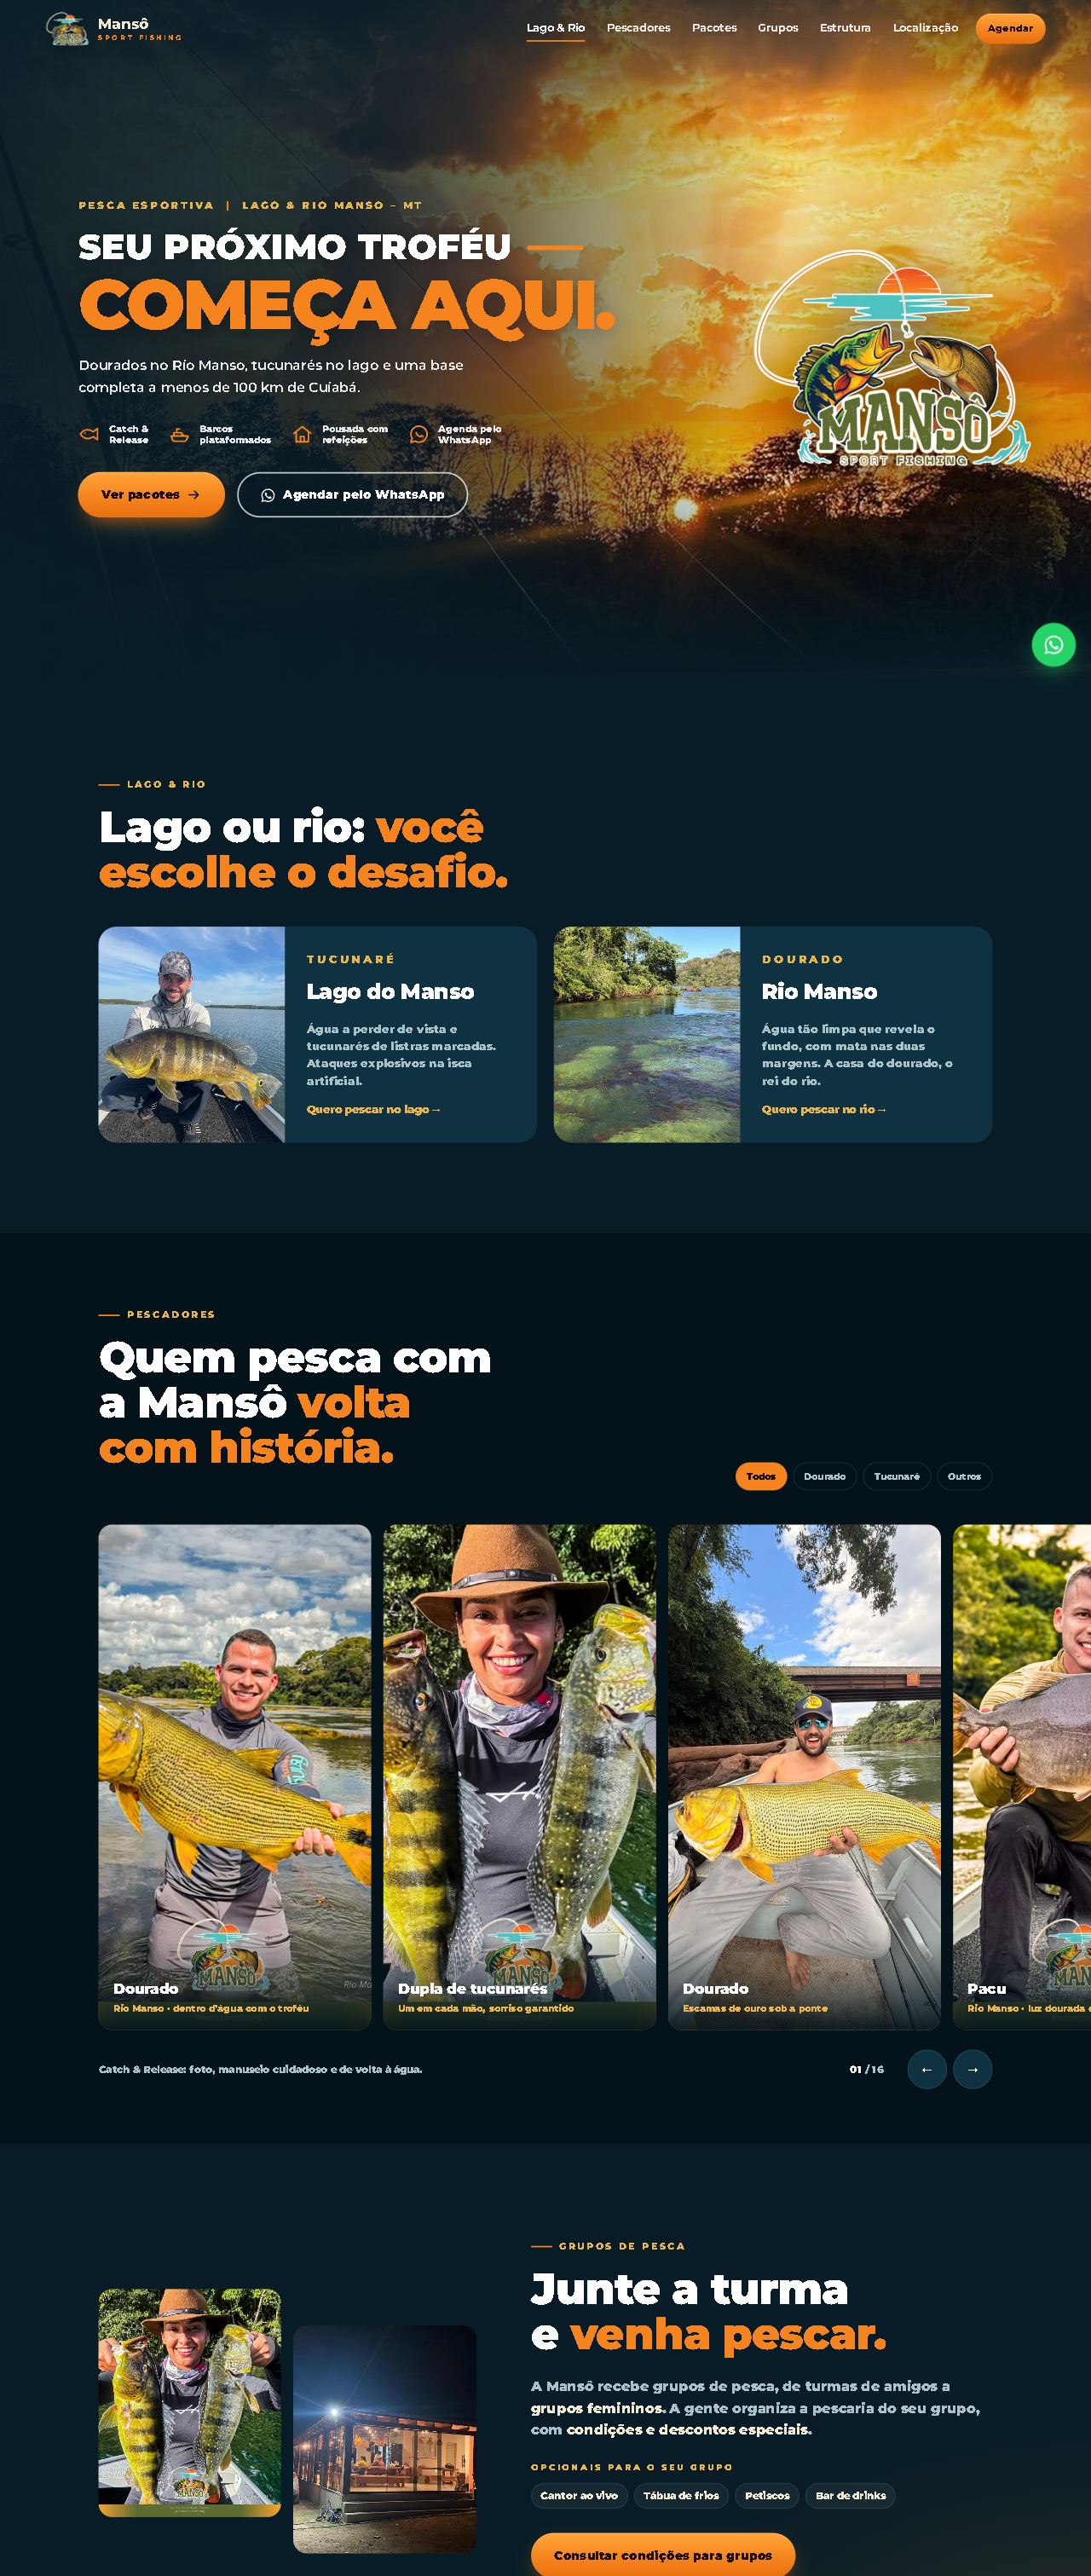 Mansô
SPORT FISHING
Lago & Rio
Pescadores
Pacotes
Grupos
Estrutura
Localização
Agendar
PESCA ESPORTIVA | LAGO & RIO MANSO – MT
SEU PRÓXIMO TROFÉU
COMEÇA AQUI.
Dourados no Rio Manso, tucunarés no lago e uma base
completa a menos de 100 km de Cuiabá.
Catch &
Release
Barcos
plataformados
Pousada com
refeições
Agenda pelo
WhatsApp
Ver pacotes →
Agendar pelo WhatsApp
MANSÔ
SPORT FISHING
LAGO & RIO
Lago ou rio: você
escolhe o desafio.
TUCUNARÉ
Lago do Manso
Água a perder de vista e
tucunarés de listras marcadas.
Ataques explosivos na isca
artificial.
Quero pescar no lago →
DOURADO
Rio Manso
Água tão limpa que revela o
fundo, com mata nas duas
margens. A casa do dourado, o
rei do rio.
Quero pescar no rio →
PESCADORES
Quem pesca com
a Mansô volta
com história.
Todos
Dourado
Tucunaré
Outros
MANSÔ
Rio Ma
Dourado
Rio Manso · dentro d'água com o troféu
MANSÔ
Dupla de tucunarés
Um em cada mão, sorriso garantido
Dourado
Escamas de ouro sob a ponte
Pacu
Rio Manso · luz dourada
Catch & Release: foto, manuseio cuidadoso e de volta à água.
01 / 16
← →
GRUPOS DE PESCA
Junte a turma
e venha pescar.
A Mansô recebe grupos de pesca, de turmas de amigos a
grupos femininos. A gente organiza a pescaria do seu grupo,
com condições e descontos especiais.
OPCIONAIS PARA O SEU GRUPO
Cantor ao vivo
Tábua de frios
Petiscos
Bar de drinks
Consultar condições para grupos